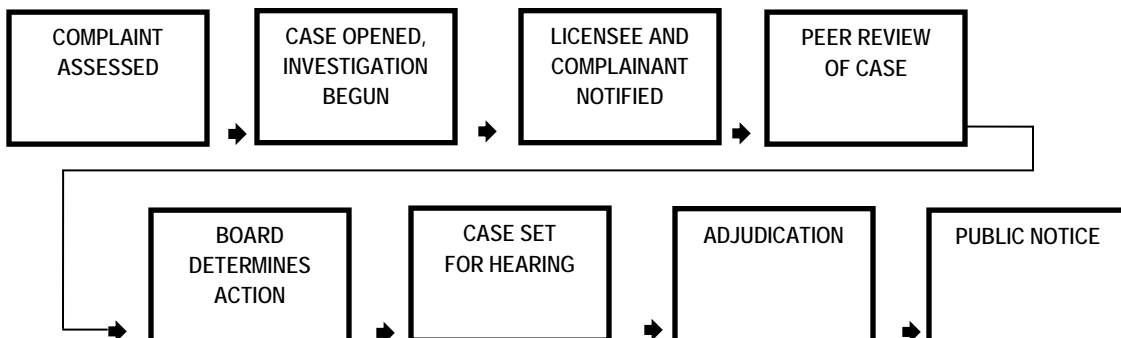 COMPLAINT
ASSESSED
CASE OPENED,
INVESTIGATION
BEGUN
LICENSEE AND
COMPLAINANT
NOTIFIED
PEER REVIEW
OF CASE
BOARD
DETERMINES
ACTION
CASE SET
FOR HEARING
ADJUDICATION
PUBLIC NOTICE